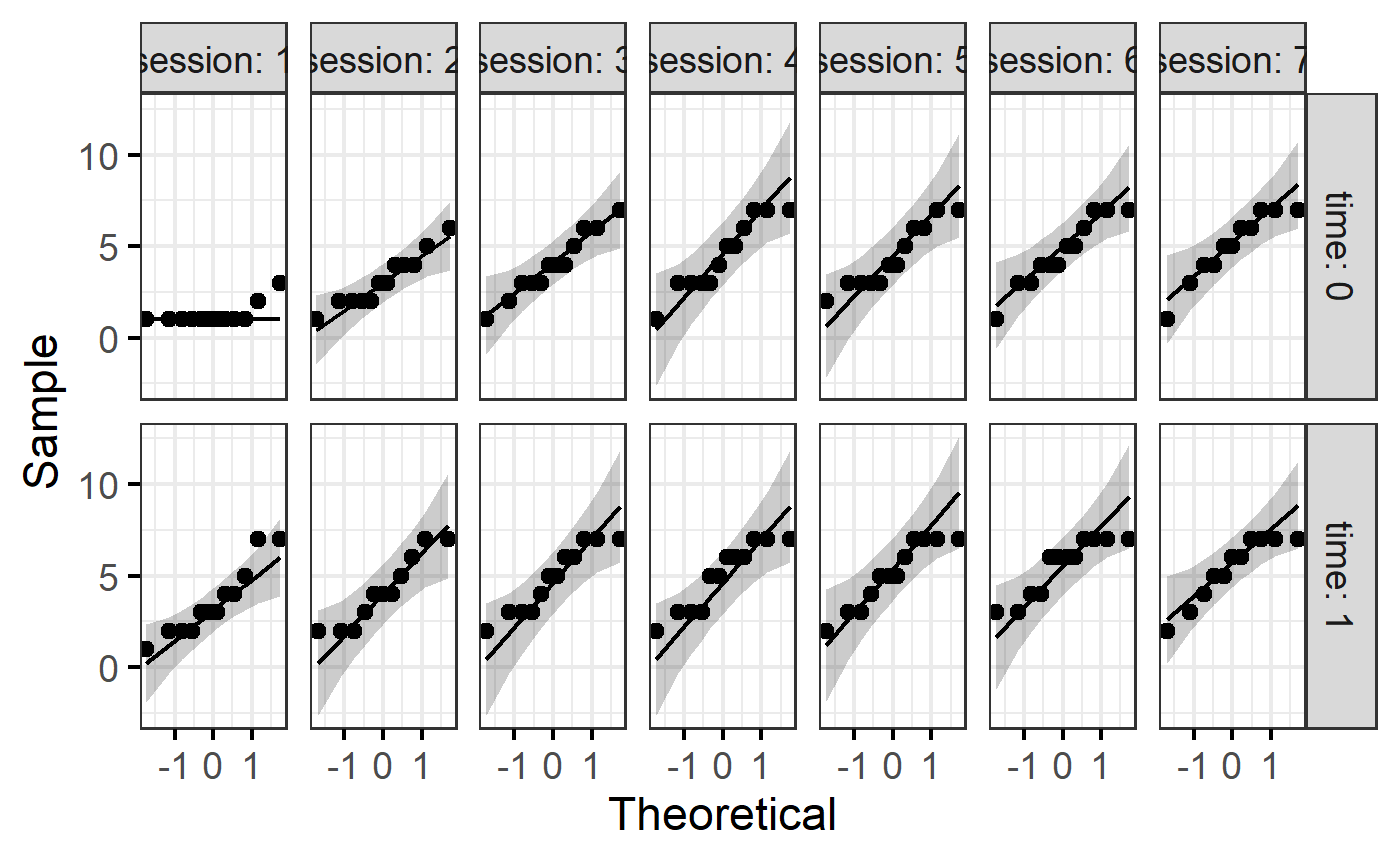 session: 1 session: 2 session: 3 session: 4 session: 5 session: 6 session: 7
10
5
0
time: 0
Sample
10
5
0
time: 1
-1 0 1 -1 0 1 -1 0 1 -1 0 1 -1 0 1 -1 0 1 -1 0 1
Theoretical